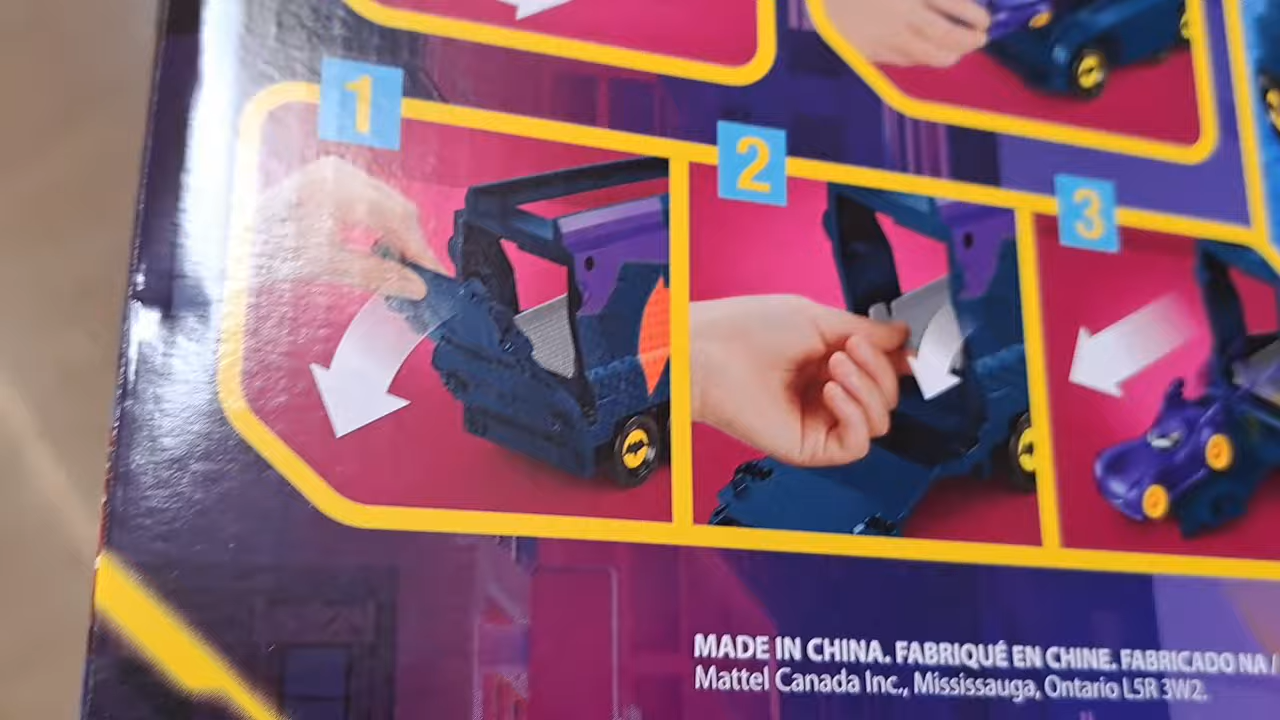 1
2
3
MADE IN CHINA. FABRIQUÉ EN CHINE. FABRICADO NA /
Mattel Canada Inc., Mississauga, Ontario L5R 3W2.